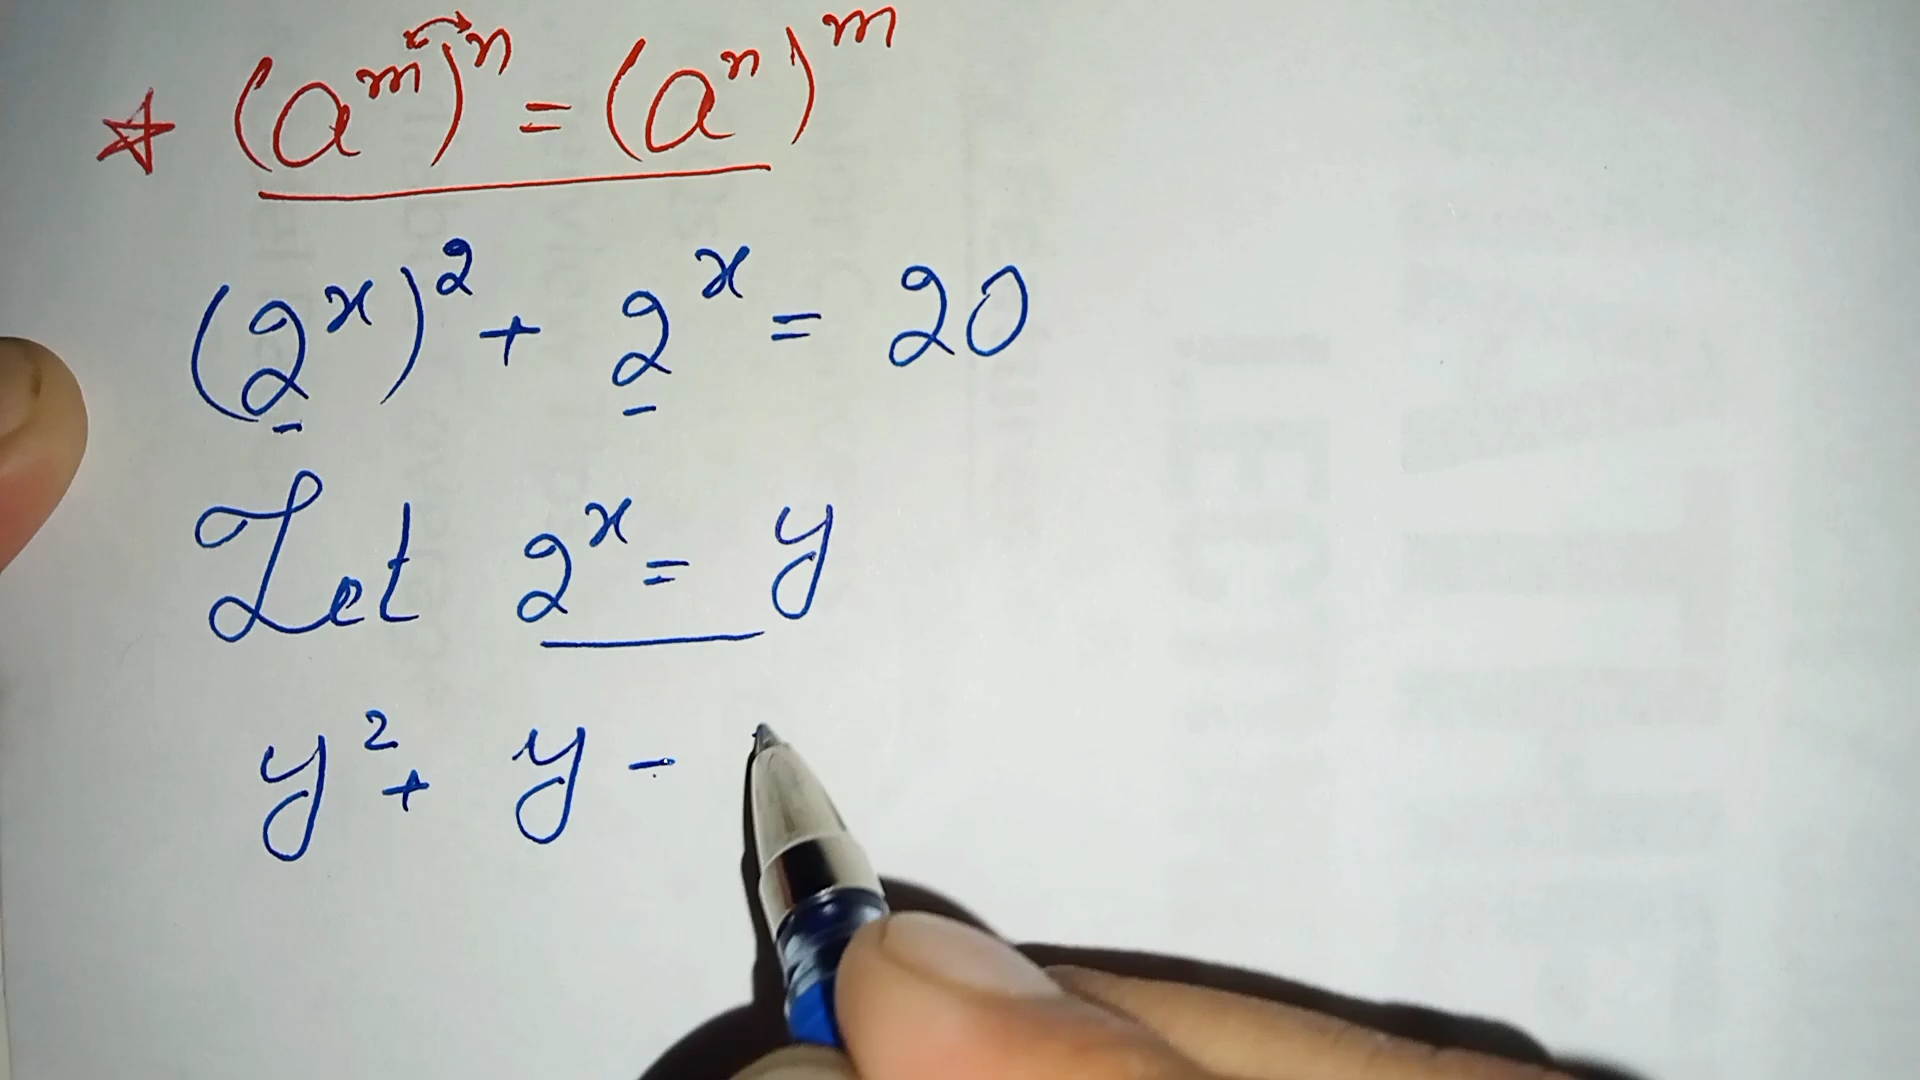 ☆ (a^m)^n = (a^n)^m
(2^x)^2 + 2^x = 20
Let 2^x = y
y^2 + y -